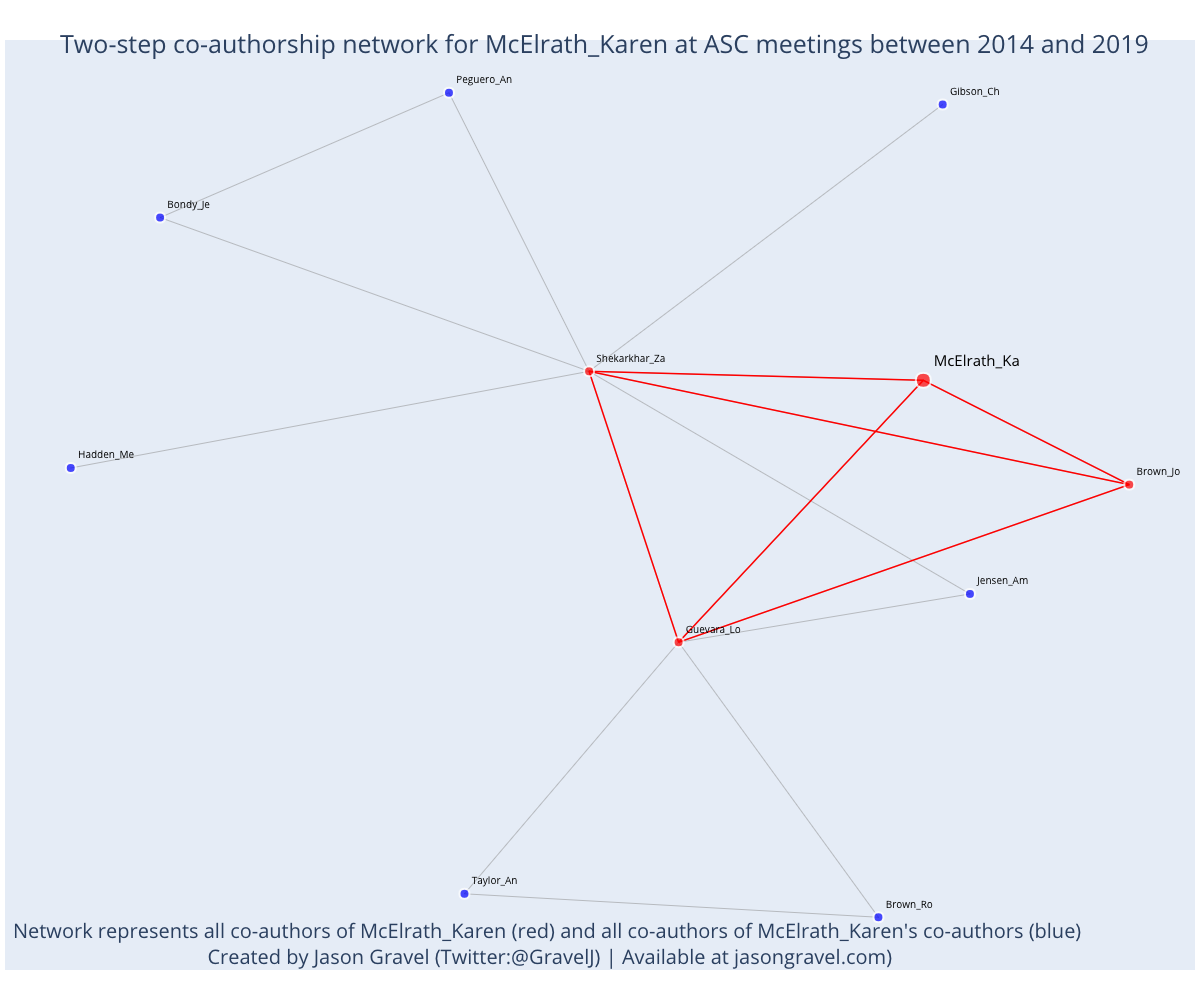 Two-step co-authorship network for McElrath_Karen at ASC meetings between 2014 and 2019
Peguero_An
Gibson_Ch
Bondy_Je
Shekarkhar_Za
McElrath_Ka
Hadden_Me
Brown_Jo
Jensen_Am
Guevara_Lo
Taylor_An
Brown_Ro
Network represents all co-authors of McElrath_Karen (red) and all co-authors of McElrath_Karen's co-authors (blue)
Created by Jason Gravel (Twitter:@GravelJ) | Available at jasongravel.com)